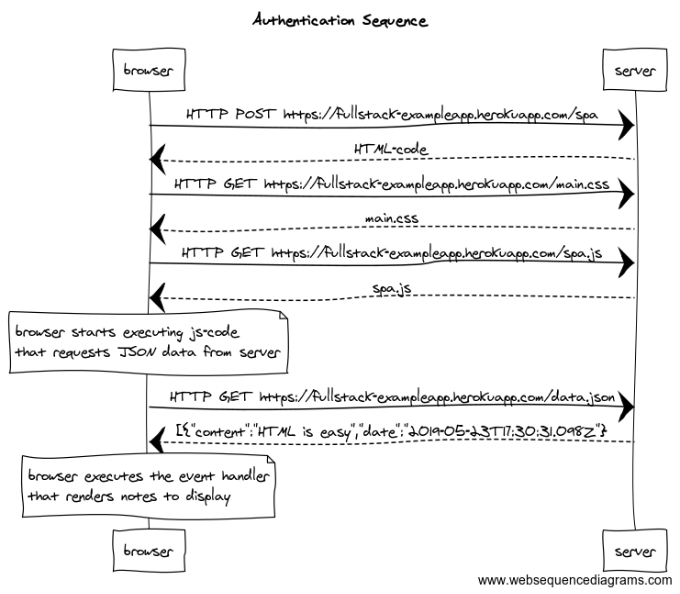 Authentication Sequence
browser
server
HTTP POST https://fullstack-exampleapp.herokuapp.com/spa
HTML-code
HTTP GET https://fullstack-exampleapp.herokuapp.com/main.css
main.css
HTTP GET https://fullstack-exampleapp.herokuapp.com/spa.js
spa.js
browser starts executing js-code
that requests JSON data from server
HTTP GET https://fullstack-exampleapp.herokuapp.com/data.json
[{"content":"HTML is easy","date":"2019-05-23T17:30:31.098Z"}
browser executes the event handler
that renders notes to display
browser
server
www.websequencediagrams.com